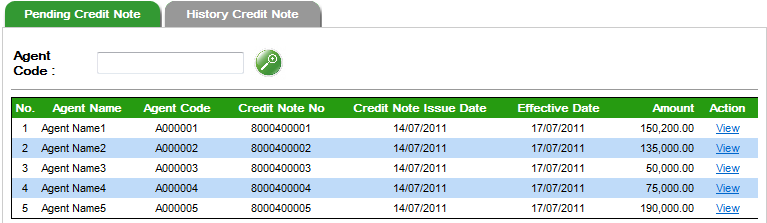 Pending Credit Note History Credit Note
Agent
Code :
No. Agent Name Agent Code Credit Note No Credit Note Issue Date Effective Date Amount Action
1 Agent Name1 A000001 8000400001 14/07/2011 17/07/2011 150,200.00 View
2 Agent Name2 A000002 8000400002 14/07/2011 17/07/2011 135,000.00 View
3 Agent Name3 A000003 8000400003 14/07/2011 17/07/2011 50,000.00 View
4 Agent Name4 A000004 8000400004 14/07/2011 17/07/2011 75,000.00 View
5 Agent Name5 A000005 8000400005 14/07/2011 17/07/2011 190,000.00 View